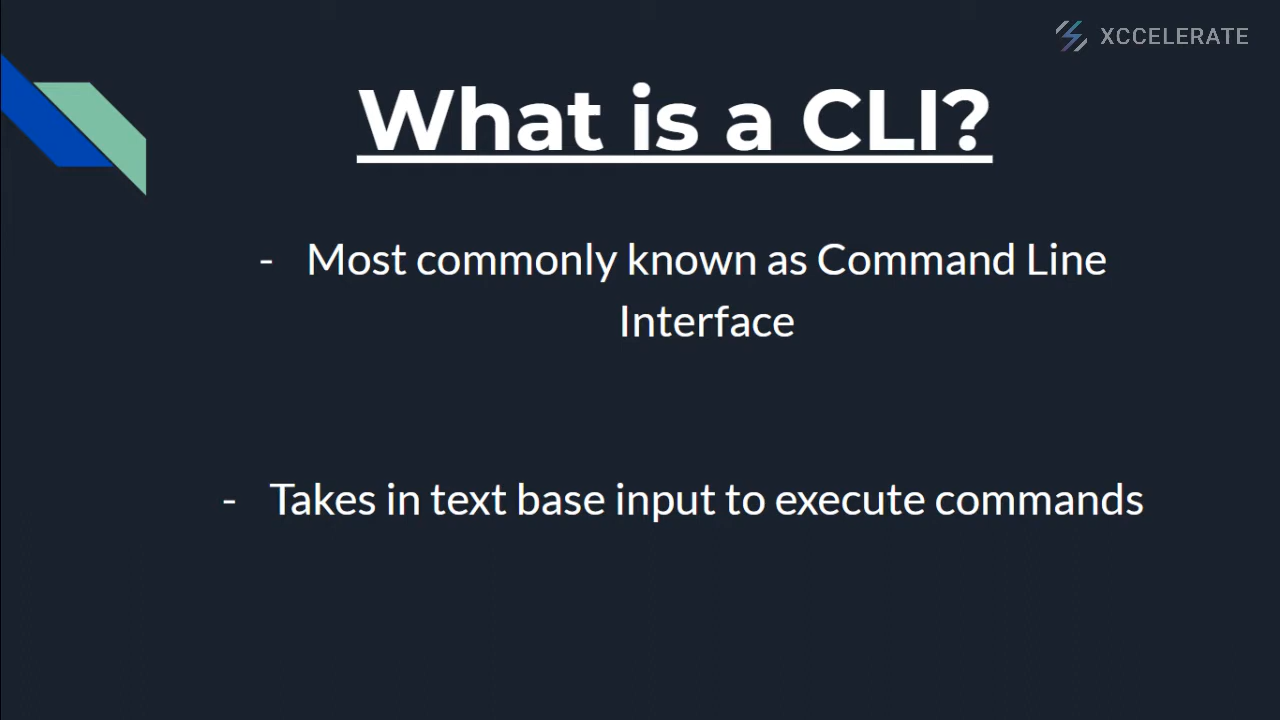 XCCELERATE
What is a CLI?
- Most commonly known as Command Line
Interface
- Takes in text base input to execute commands